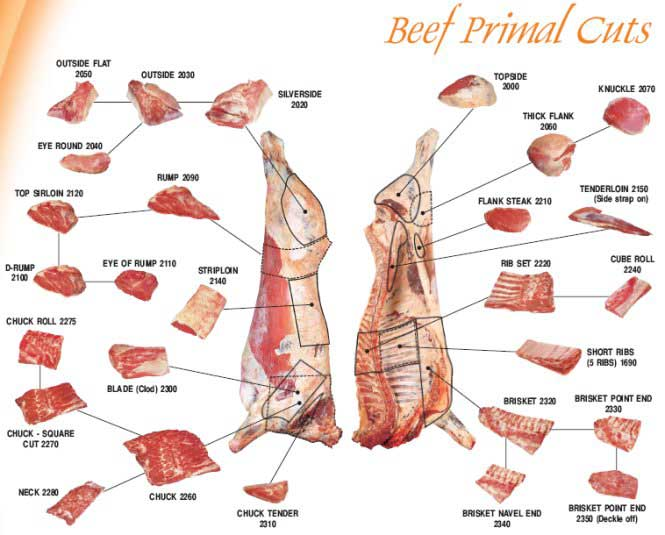 Beef Primal Cuts
OUTSIDE FLAT
2050
OUTSIDE 2030
SILVERSIDE
2020
TOPSIDE
2000
KNUCKLE 2070
THICK FLANK
2060
EYE ROUND 2040
RUMP 2090
TOP SIRLOIN 2120
FLANK STEAK 2210
TENDERLOIN 2150
(Side strap on)
D-RUMP
2100
EYE OF RUMP 2110
STRIPLOIN
2140
RIB SET 2220
CUBE ROLL
2240
CHUCK ROLL 2275
SHORT RIBS
(5 RIBS) 1690
BLADE (Clod) 2300
BRISKET 2320
BRISKET POINT END
2330
CHUCK - SQUARE
CUT 2270
NECK 2280
CHUCK 2260
CHUCK TENDER
2310
BRISKET NAVEL END
2340
BRISKET POINT END
2350 (Deckle off)